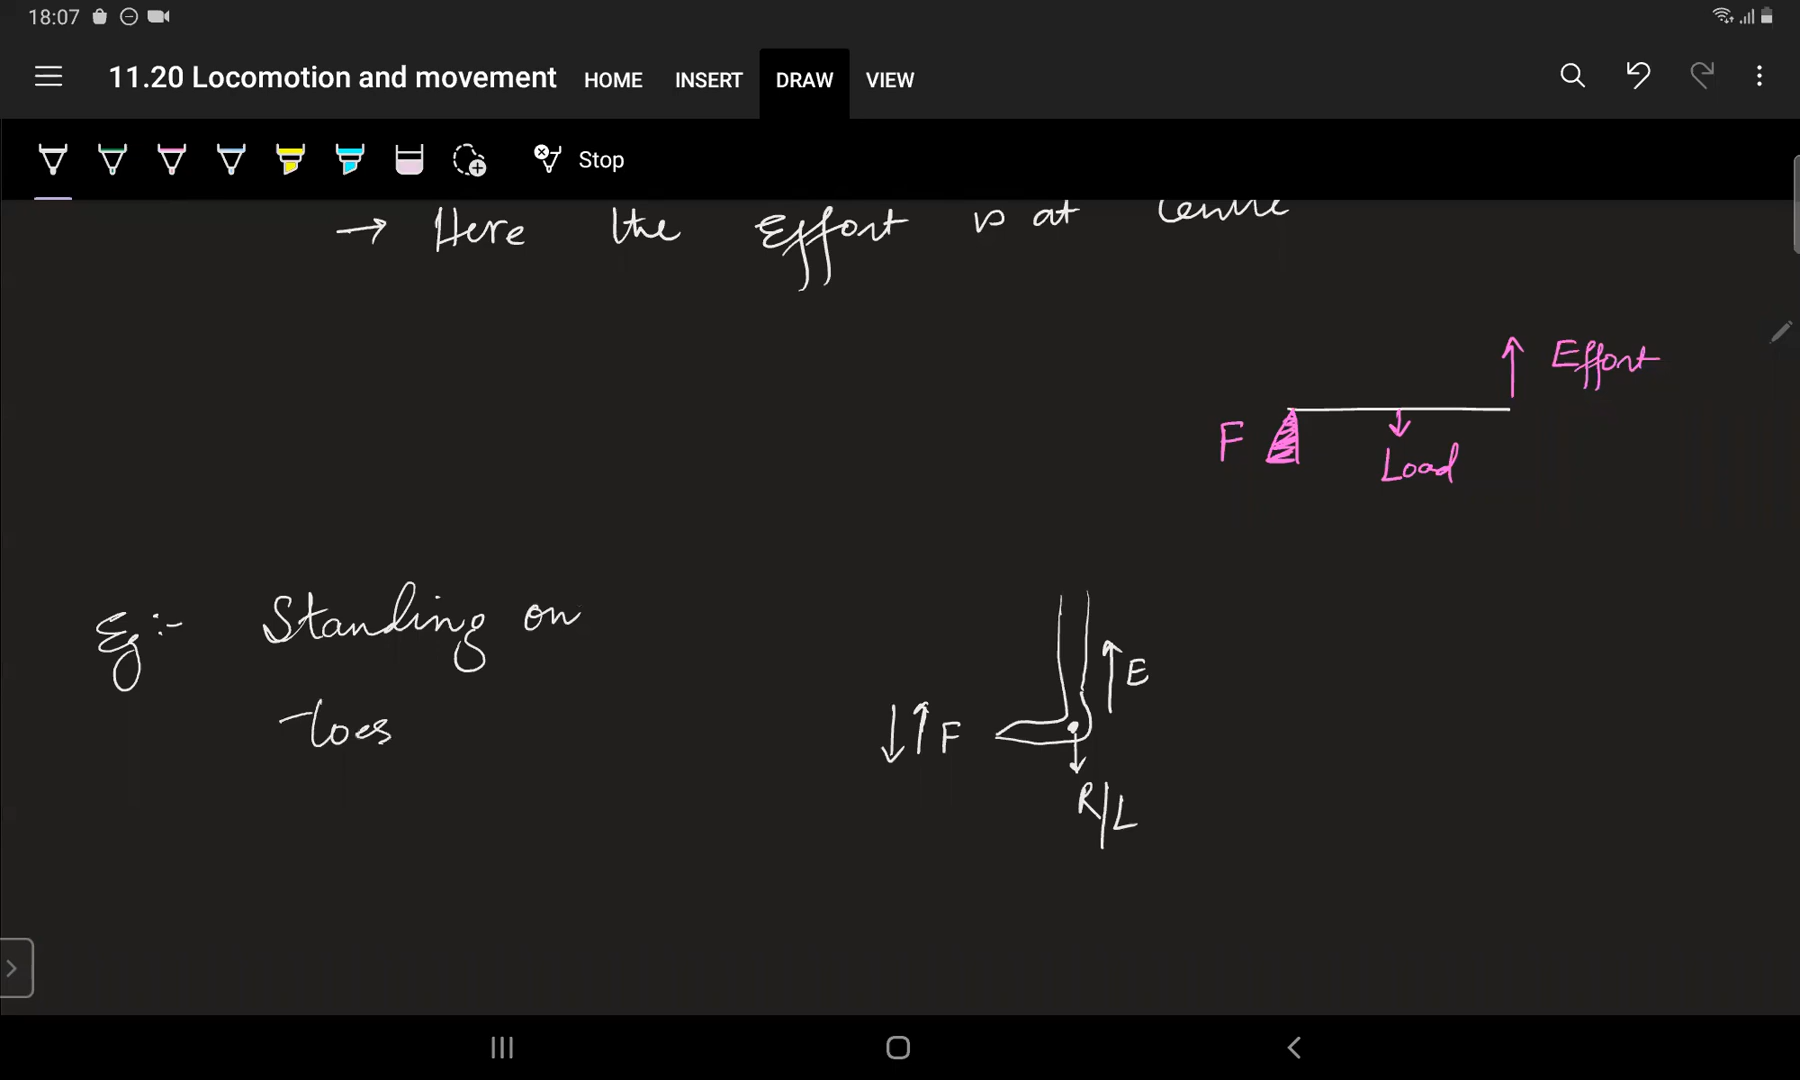 18:07
11.20 Locomotion and movement HOME INSERT DRAW VIEW
Stop
→ Here the Effort is at Centre
Effort
F
Load
Eg:- Standing on
Toes
E
↓↑ F
R/L